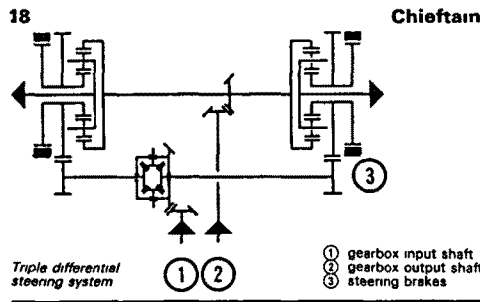 18 Chieftain
3
Triple differential
steering system
1 2
1 gearbox input shaft
2 gearbox output shaft
3 steering brakes